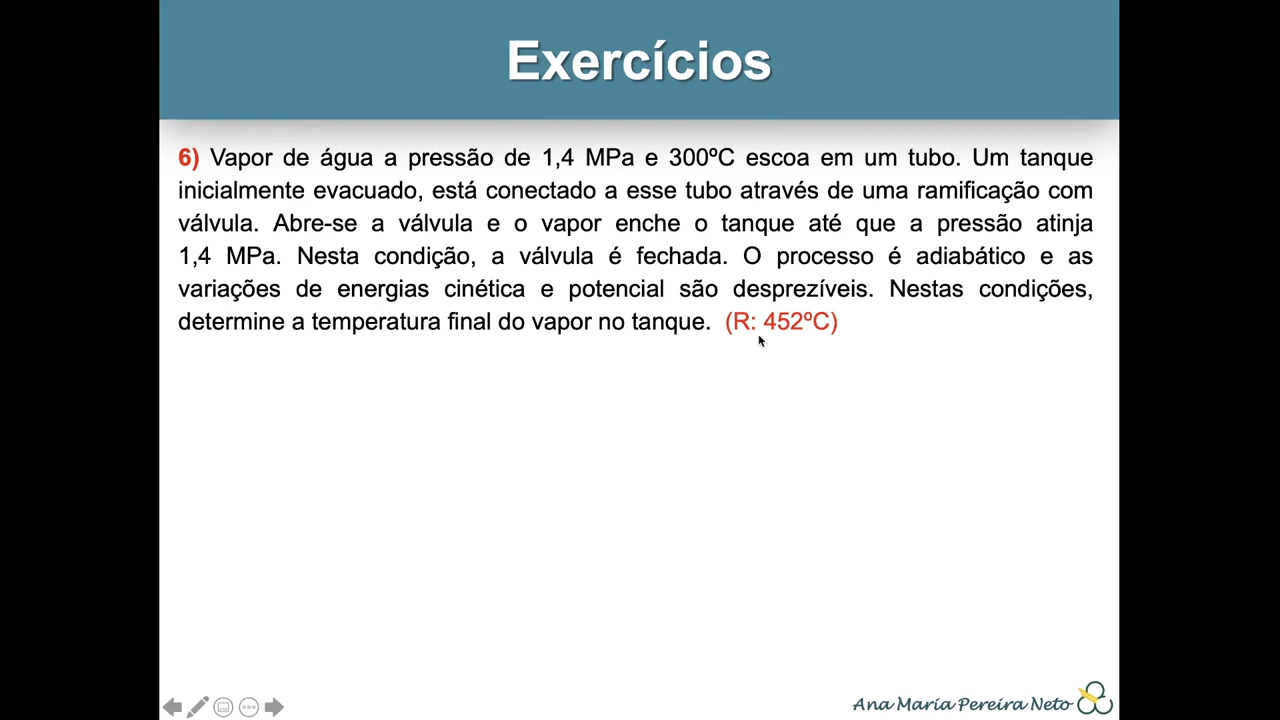 Exercícios
6) Vapor de água a pressão de 1,4 MPa e 300ºC escoa em um tubo. Um tanque
inicialmente evacuado, está conectado a esse tubo através de uma ramificação com
válvula. Abre-se a válvula e o vapor enche o tanque até que a pressão atinja
1,4 MPa. Nesta condição, a válvula é fechada. O processo é adiabático e as
variações de energias cinética e potencial são desprezíveis. Nestas condições,
determine a temperatura final do vapor no tanque. (R: 452ºC)
Ana Maria Pereira Neto